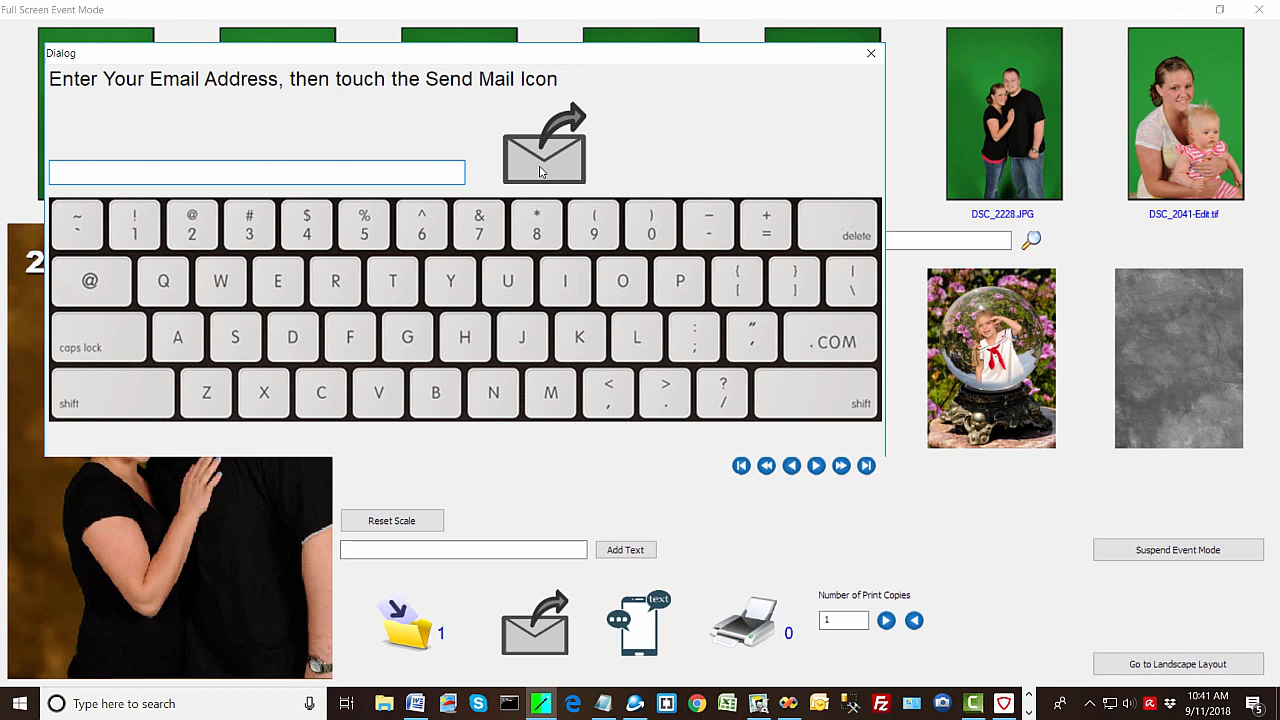 Full Screen Event Mode
Dialog
Enter Your Email Address, then touch the Send Mail Icon
~ ! @ # $ % ^ & * ( ) – +
` 1 2 3 4 5 6 7 8 9 0 - = delete
@ Q W E R T Y U I O P { [ } ] | \
caps lock A S D F G H J K L : ; " ' .COM
shift Z X C V B N M < , > . ? / shift
DSC_2228.JPG
DSC_2041-Edit.tif
2
Reset Scale
Add Text
Suspend Event Mode
1
text
0
Number of Print Copies
1
Go to Landscape Layout
Type here to search
10:41 AM
9/11/2018
5